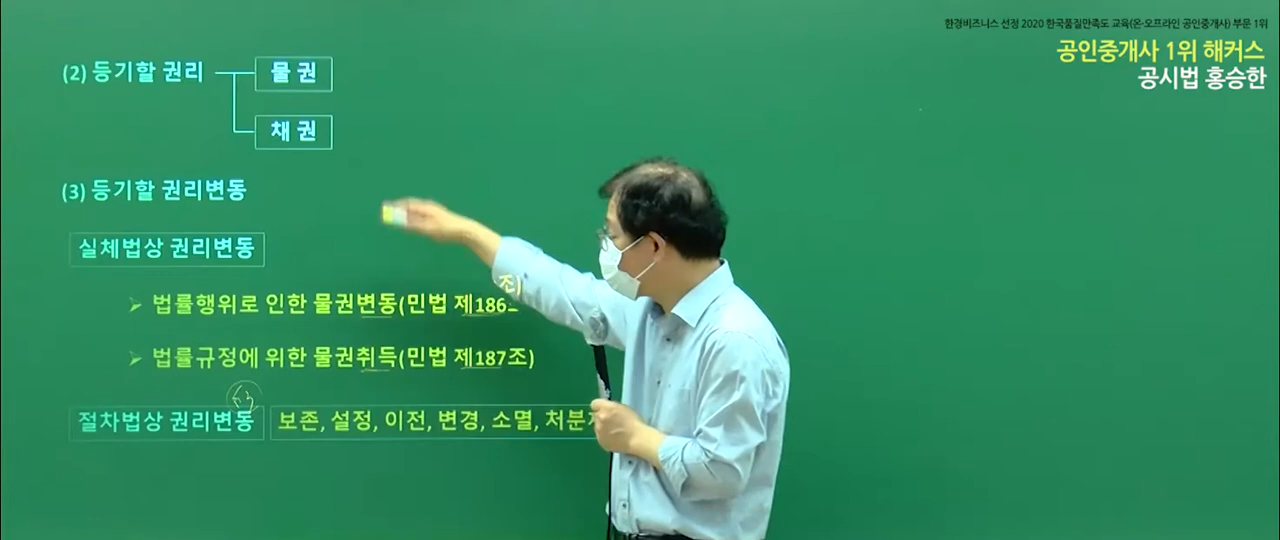 한경비즈니스 선정 2020 한국품질만족도 교육(온·오프라인 공인중개사) 부문 1위
공인중개사 1위 해커스
공시법 홍승한
(2) 등기할 권리
물 권
채 권
(3) 등기할 권리변동
실체법상 권리변동
➢ 법률행위로 인한 물권변동(민법 제186조
➢ 법률규정에 위한 물권취득(민법 제187조)
절차법상 권리변동
보존, 설정, 이전, 변경, 소멸, 처분